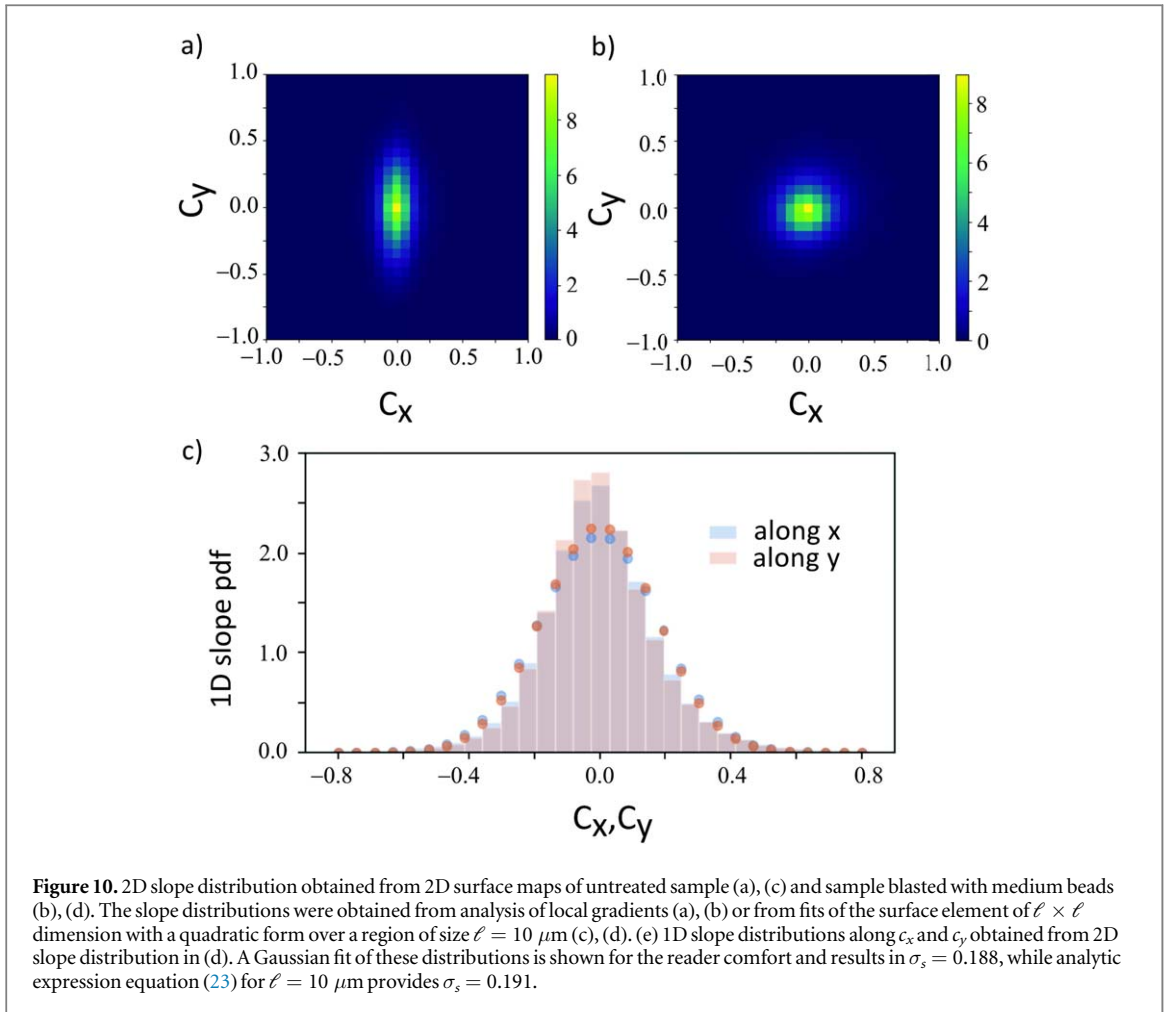 a)
b)
1.0
0.5
0.0
−0.5
−1.0
Cy
−1.0 −0.5 0.0 0.5 1.0
Cx
8
6
4
2
0
1.0
0.5
0.0
−0.5
−1.0
Cy
−1.0 −0.5 0.0 0.5 1.0
Cx
8
6
4
2
0
c)
3.0
2.0
1.0
0.0
1D slope pdf
along x
along y
−0.8 −0.4 0.0 0.4 0.8
Cx,Cy
Figure 10. 2D slope distribution obtained from 2D surface maps of untreated sample (a), (c) and sample blasted with medium beads
(b), (d). The slope distributions were obtained from analysis of local gradients (a), (b) or from fits of the surface element of ℓ × ℓ
dimension with a quadratic form over a region of size ℓ = 10 μm (c), (d). (e) 1D slope distributions along cx and cy obtained from 2D
slope distribution in (d). A Gaussian fit of these distributions is shown for the reader comfort and results in σs = 0.188, while analytic
expression equation (23) for ℓ = 10 μm provides σs = 0.191.